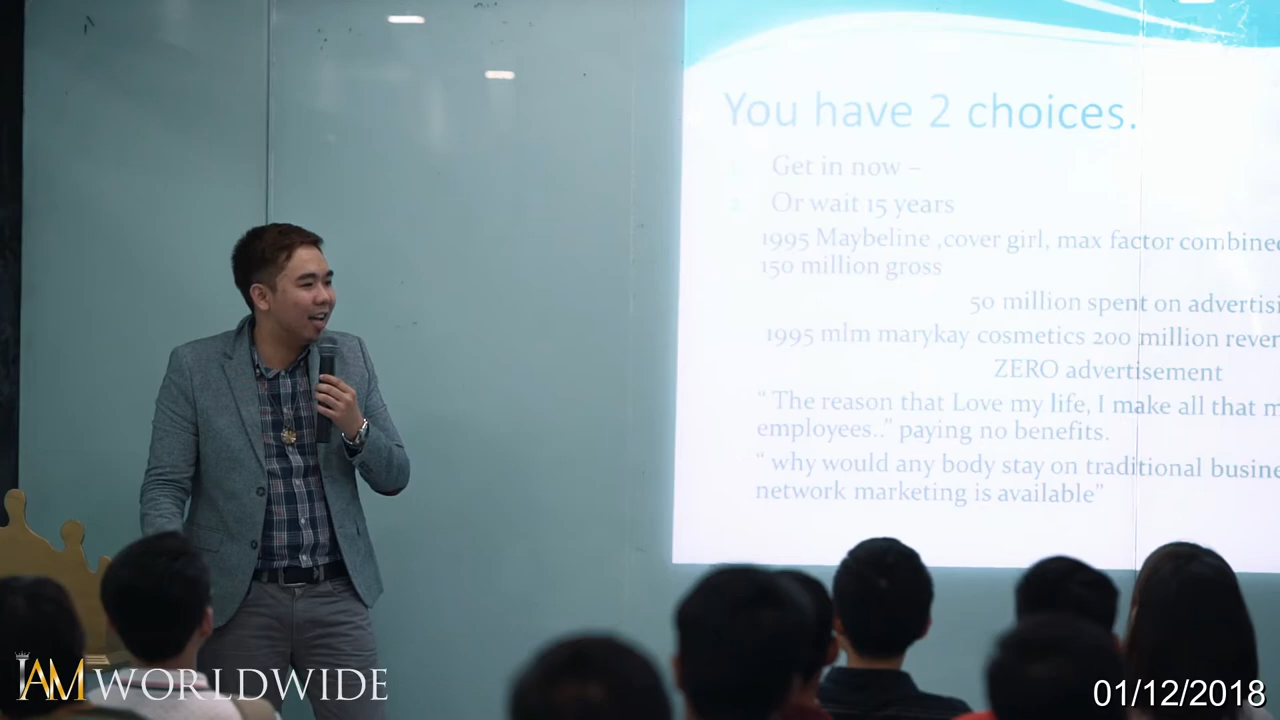 You have 2 choices.
Get in now –
Or wait 15 years
1995 Maybeline ,cover girl, max factor combined
150 million gross
50 million spent on
1995 mlm marykay cosmetics 200 million
ZERO advertisement
“ The reason that Love my life, I make all that
employees..” paying no benefits.
“ why would any body stay on traditional
network marketing is available”
IAM WORLDWIDE
01/12/2018